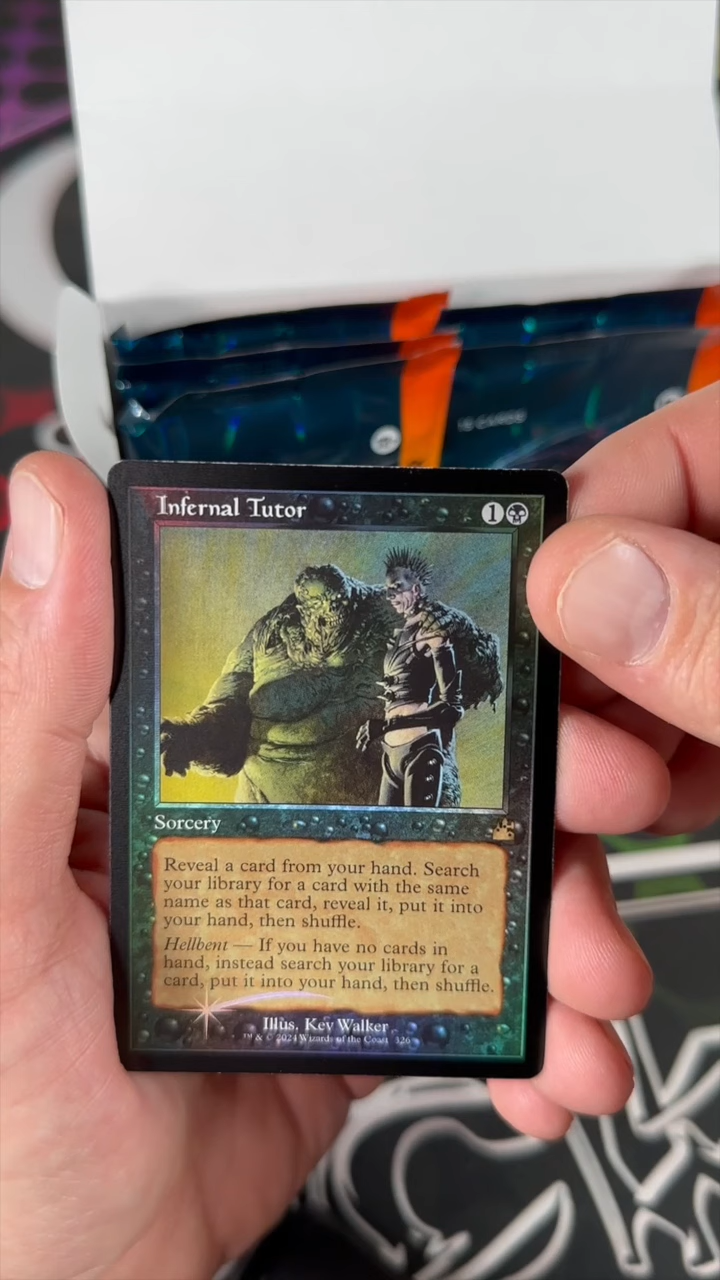 15 CARDS
Infernal Tutor 1
Sorcery
Reveal a card from your hand. Search
your library for a card with the same
name as that card, reveal it, put it into
your hand, then shuffle.
Hellbent — If you have no cards in
hand, instead search your library for a
card, put it into your hand, then shuffle.
Illus. Kev Walker
™ & © 2024 Wizards of the Coast 326